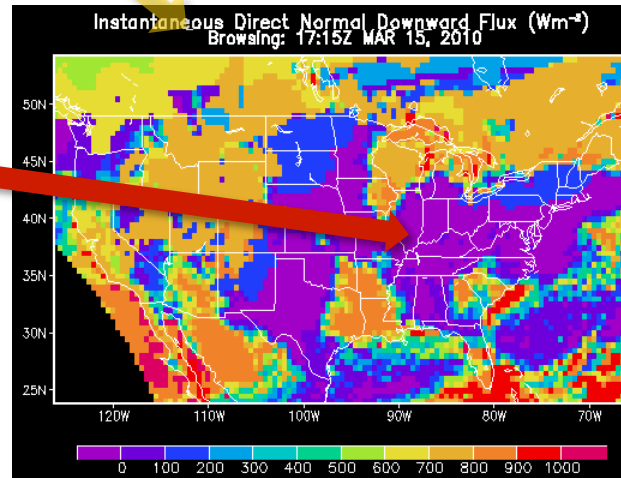 Instantaneous Direct Normal Downward Flux (Wm⁻²)
Browsing: 17:15Z MAR 15, 2010
50N
45N
40N
35N
30N
25N
120W 110W 100W 90W 80W 70W
0 100 200 300 400 500 600 700 800 900 1000